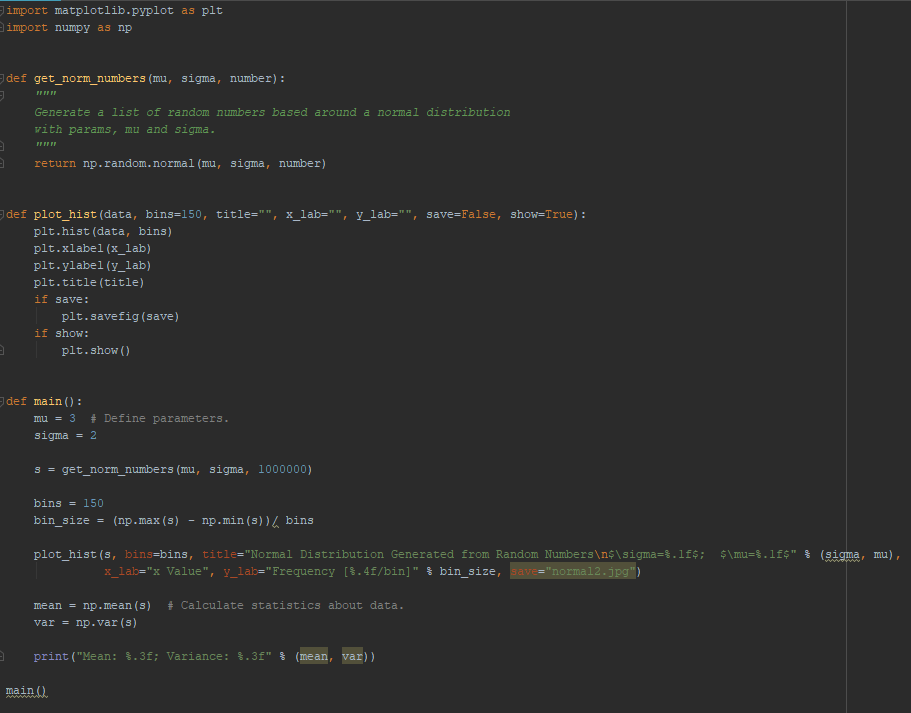 import matplotlib.pyplot as plt
import numpy as np
def get_norm_numbers(mu, sigma, number):
    """
    Generate a list of random numbers based around a normal distribution
    with params, mu and sigma.
    """
    return np.random.normal(mu, sigma, number)
def plot_hist(data, bins=150, title="", x_lab="", y_lab="", save=False, show=True):
    plt.hist(data, bins)
    plt.xlabel(x_lab)
    plt.ylabel(y_lab)
    plt.title(title)
    if save:
        plt.savefig(save)
    if show:
        plt.show()
def main():
    mu = 3  # Define parameters.
    sigma = 2
    s = get_norm_numbers(mu, sigma, 1000000)
    bins = 150
    bin_size = (np.max(s) - np.min(s))/ bins
    plot_hist(s, bins=bins, title="Normal Distribution Generated from Random Numbers\n$\sigma=%.1f$;  $\mu=%.1f$" % (sigma, mu),
              x_lab="x Value", y_lab="Frequency [%.4f/bin]" % bin_size, save="normal2.jpg")
    mean = np.mean(s)  # Calculate statistics about data.
    var = np.var(s)
    print("Mean: %.3f; Variance: %.3f" % (mean, var))
main()